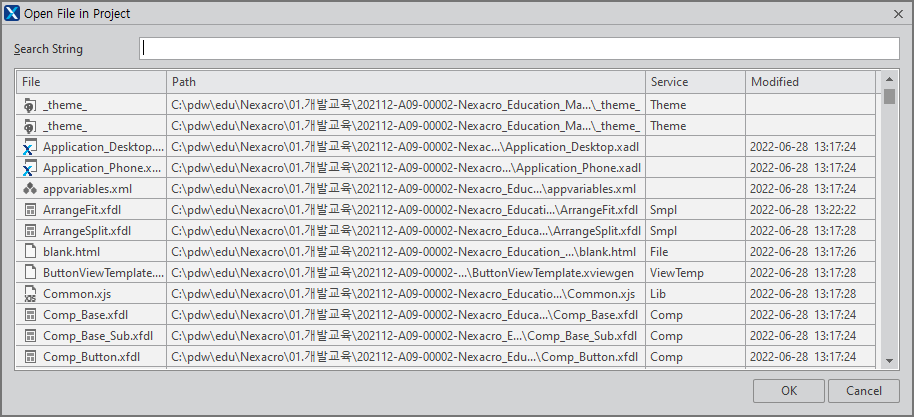 Open File in Project
Search String
File Path Service Modified
_theme_ C:\pdw\edu\Nexacro\01.개발교육\202112-A09-00002-Nexacro_Education_Ma...\_theme_ Theme
_theme_ C:\pdw\edu\Nexacro\01.개발교육\202112-A09-00002-Nexacro_Education_Ma...\_theme_ Theme
Application_Desktop.... C:\pdw\edu\Nexacro\01.개발교육\202112-A09-00002-Nexac...\Application_Desktop.xadl 2022-06-28 13:17:24
Application_Phone.x... C:\pdw\edu\Nexacro\01.개발교육\202112-A09-00002-Nexacro...\Application_Phone.xadl 2022-06-28 13:17:24
appvariables.xml C:\pdw\edu\Nexacro\01.개발교육\202112-A09-00002-Nexacro_Educ...\appvariables.xml 2022-06-28 13:17:24
ArrangeFit.xfdl C:\pdw\edu\Nexacro\01.개발교육\202112-A09-00002-Nexacro_Educati...\ArrangeFit.xfdl Smpl 2022-06-28 13:22:22
ArrangeSplit.xfdl C:\pdw\edu\Nexacro\01.개발교육\202112-A09-00002-Nexacro_Educa...\ArrangeSplit.xfdl Smpl 2022-06-28 13:17:28
blank.html C:\pdw\edu\Nexacro\01.개발교육\202112-A09-00002-Nexacro_Education_...\blank.html File 2022-06-28 13:17:26
ButtonViewTemplate.... C:\pdw\edu\Nexacro\01.개발교육\202112-A09-00002-...\ButtonViewTemplate.xviewgen ViewTemp 2022-06-28 13:17:28
Common.xjs C:\pdw\edu\Nexacro\01.개발교육\202112-A09-00002-Nexacro_Educatio...\Common.xjs Lib 2022-06-28 13:17:28
Comp_Base.xfdl C:\pdw\edu\Nexacro\01.개발교육\202112-A09-00002-Nexacro_Educa...\Comp_Base.xfdl Comp 2022-06-28 13:17:24
Comp_Base_Sub.xfdl C:\pdw\edu\Nexacro\01.개발교육\202112-A09-00002-Nexacro_E...\Comp_Base_Sub.xfdl Comp 2022-06-28 13:17:24
Comp_Button.xfdl C:\pdw\edu\Nexacro\01.개발교육\202112-A09-00002-Nexacro_Edu...\Comp_Button.xfdl Comp 2022-06-28 13:17:24
OK Cancel